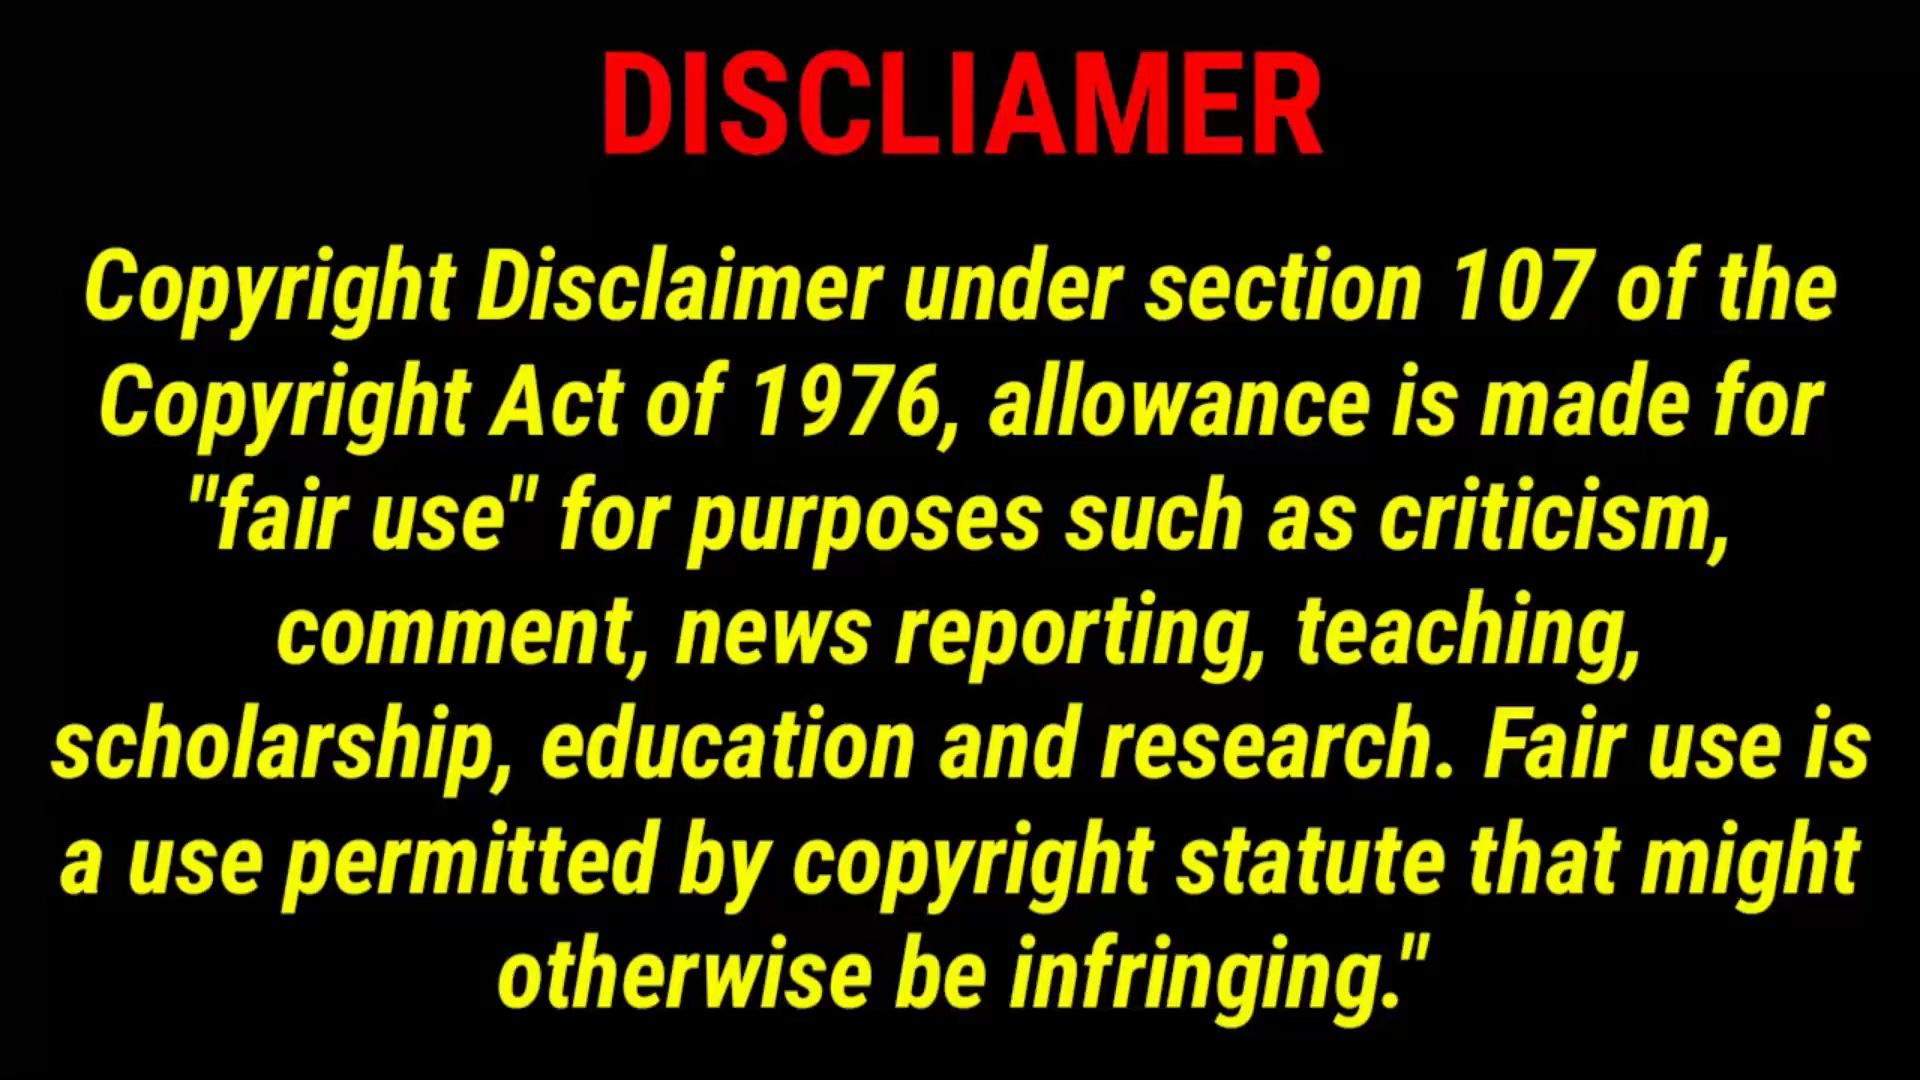 DISCLIAMER
Copyright Disclaimer under section 107 of the
Copyright Act of 1976, allowance is made for
"fair use" for purposes such as criticism,
comment, news reporting, teaching,
scholarship, education and research. Fair use is
a use permitted by copyright statute that might
otherwise be infringing."